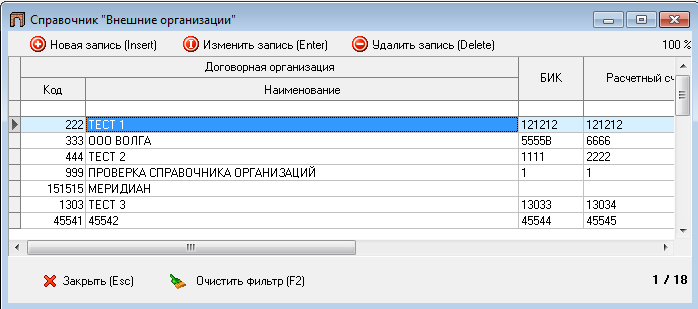 Справочник "Внешние организации"
Новая запись (Insert) Изменить запись (Enter) Удалить запись (Delete) 100 %
Договорная организация БИК Расчетный сч
Код Наименование
222 ТЕСТ 1 121212 121212
333 ООО ВОЛГА 5555В 6666
444 ТЕСТ 2 1111 2222
999 ПРОВЕРКА СПРАВОЧНИКА ОРГАНИЗАЦИЙ 1 1
151515 МЕРИДИАН
1303 ТЕСТ 3 13033 13034
45541 45542 45544 45545
Закрыть (Esc) Очистить фильтр (F2) 1 / 18